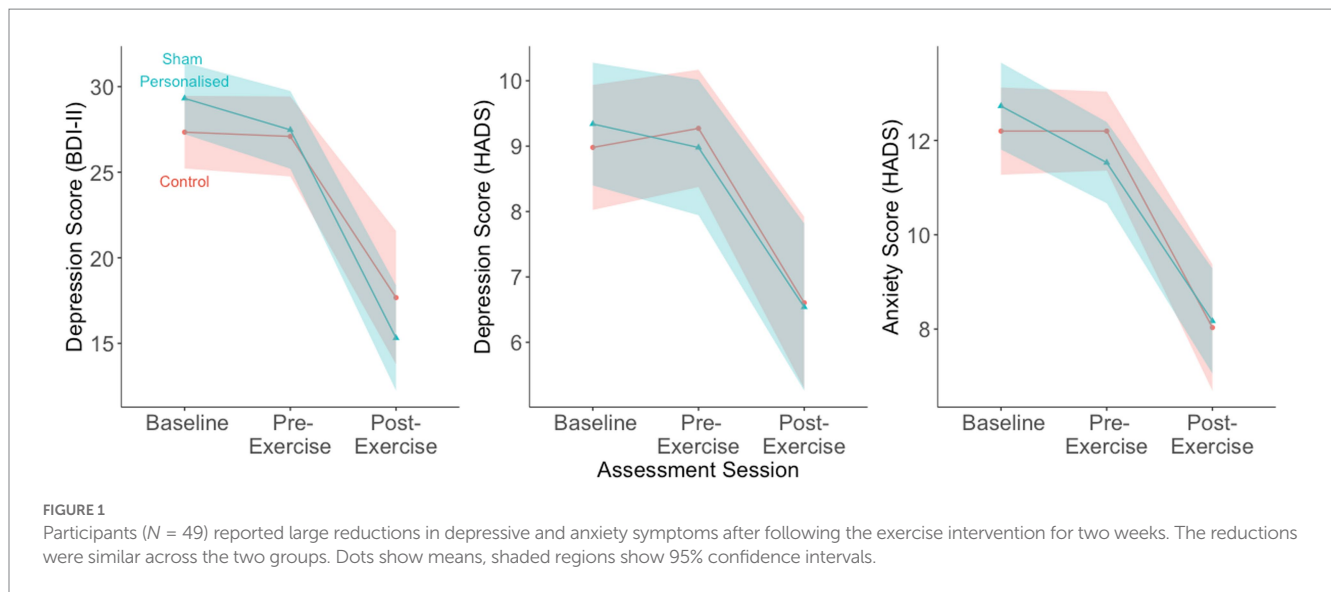 Depression Score (BDI-II)
30
25
20
15
Sham
Personalised
Control
Baseline
Pre-
Exercise
Post-
Exercise
Depression Score (HADS)
10
9
8
7
6
Baseline
Pre-
Exercise
Post-
Exercise
Assessment Session
Anxiety Score (HADS)
12
10
8
Baseline
Pre-
Exercise
Post-
Exercise
FIGURE 1
Participants (N = 49) reported large reductions in depressive and anxiety symptoms after following the exercise intervention for two weeks. The reductions
were similar across the two groups. Dots show means, shaded regions show 95% confidence intervals.